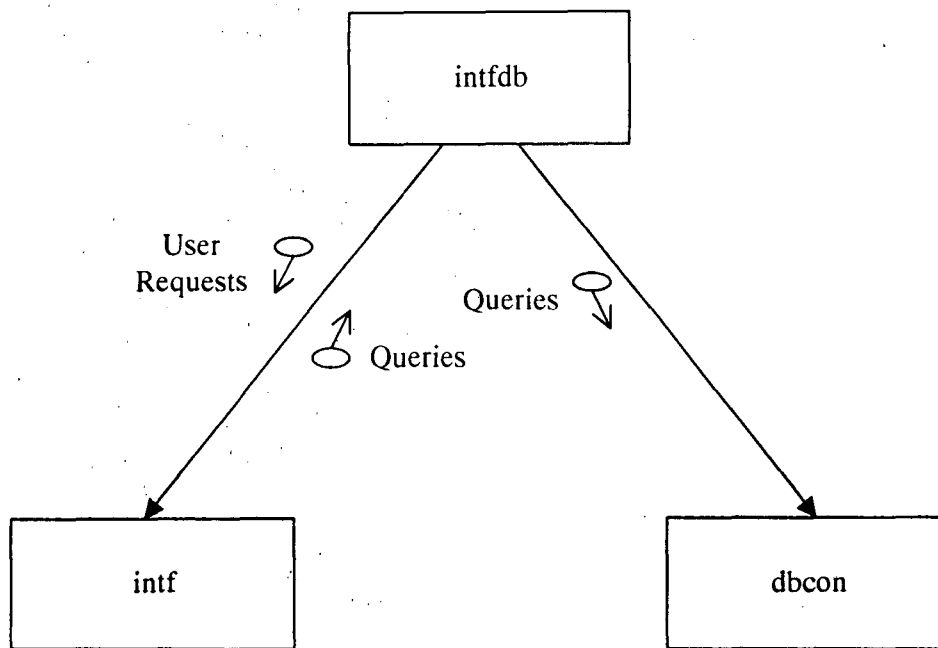 intfdb
User
Requests
Queries
Queries
intf
dbcon